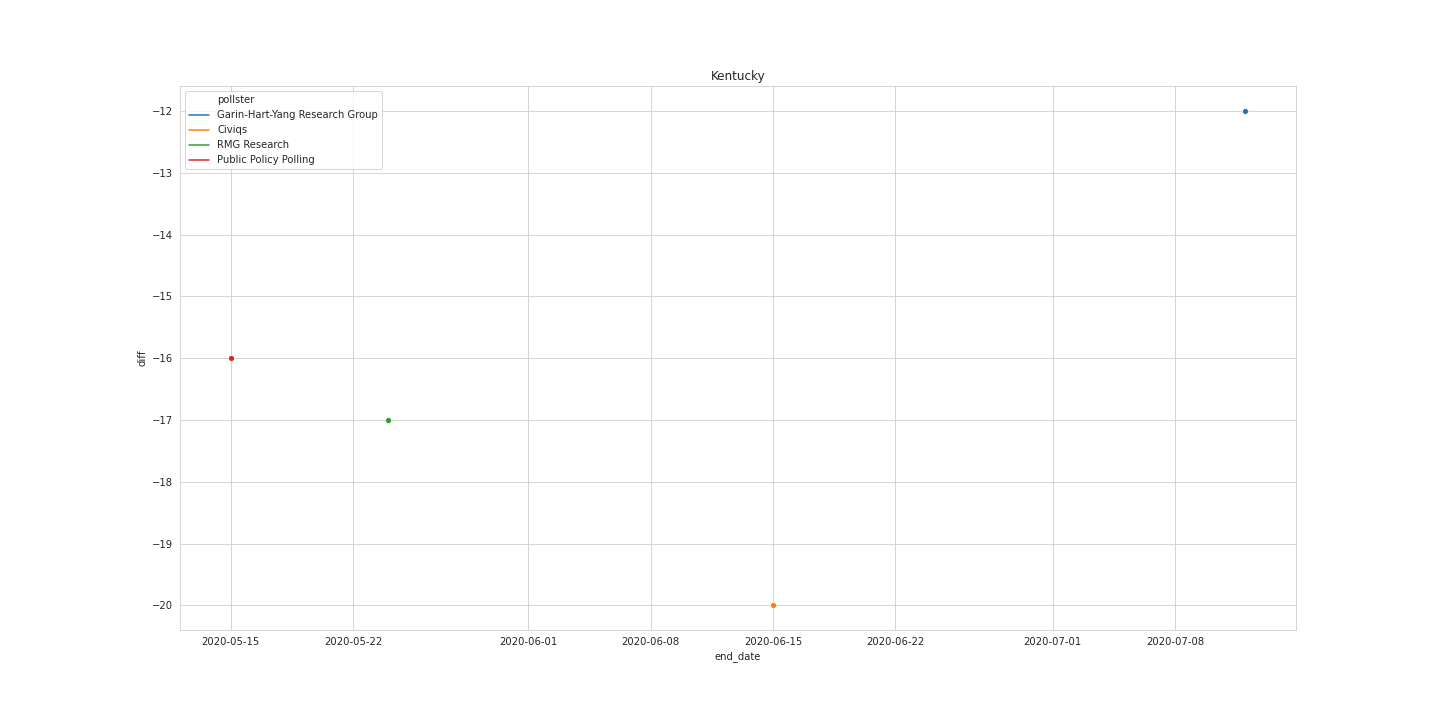 Kentucky
pollster
Garin-Hart-Yang Research Group
Civiqs
RMG Research
Public Policy Polling
−12
−13
−14
−15
−16
−17
−18
−19
−20
diff
2020-05-15 2020-05-22 2020-06-01 2020-06-08 2020-06-15 2020-06-22 2020-07-01 2020-07-08
end_date